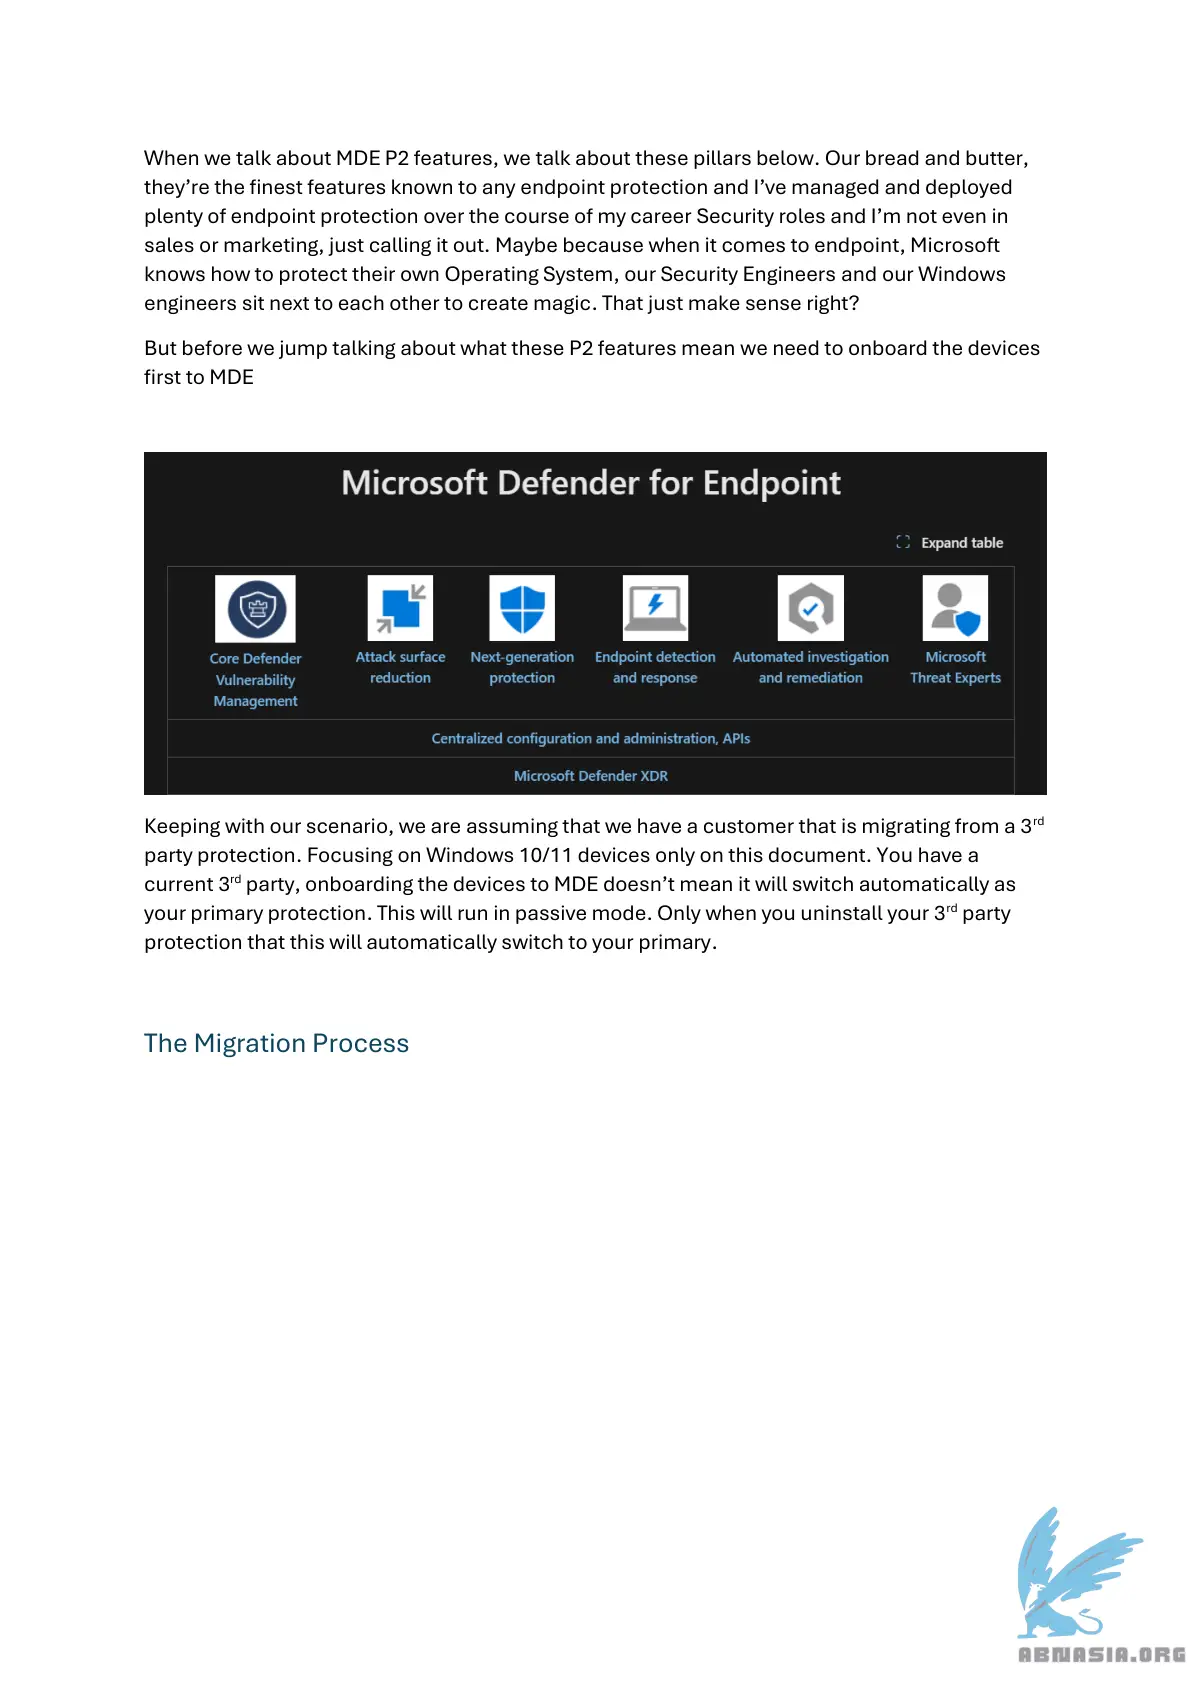 When we talk about MDE P2 features, we talk about these pillars below. Our bread and butter,
they're the finest features known to any endpoint protection and I've managed and deployed
plenty of endpoint protection over the course of my career Security roles and I'm not even in
sales or marketing, just calling it out. Maybe because when it comes to endpoint, Microsoft
knows how to protect their own Operating System, our Security Engineers and our Windows
engineers sit next to each other to create magic. That just make sense right?
But before we jump talking about what these P2 features mean we need to onboard the devices
first to MDE
Microsoft Defender for Endpoint
Expand table
Core Defender
Vulnerability
Management
Attack surface
reduction
Next-generation
protection
Endpoint detection
and response
Automated investigation
and remediation
Microsoft
Threat Experts
Centralized configuration and administration, APIs
Microsoft Defender XDR
Keeping with our scenario, we are assuming that we have a customer that is migrating from a 3rd
party protection. Focusing on Windows 10/11 devices only on this document. You have a
current 3rd party, onboarding the devices to MDE doesn't mean it will switch automatically as
your primary protection. This will run in passive mode. Only when you uninstall your 3rd party
protection that this will automatically switch to your primary.
The Migration Process
ABNASIA.ORG